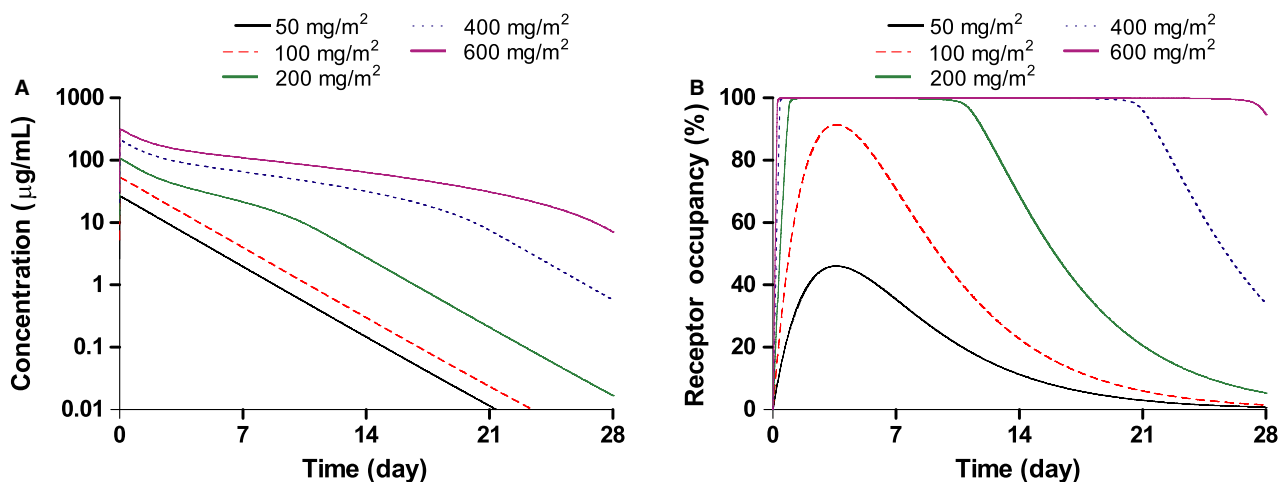 50 mg/m²
100 mg/m²
200 mg/m²
400 mg/m²
600 mg/m²
A
Concentration (µg/mL)
1000
100
10
1
0.1
0.01
0
7
14
21
28
Time (day)
50 mg/m²
100 mg/m²
200 mg/m²
400 mg/m²
600 mg/m²
B
Receptor occupancy (%)
100
80
60
40
20
0
0
7
14
21
28
Time (day)